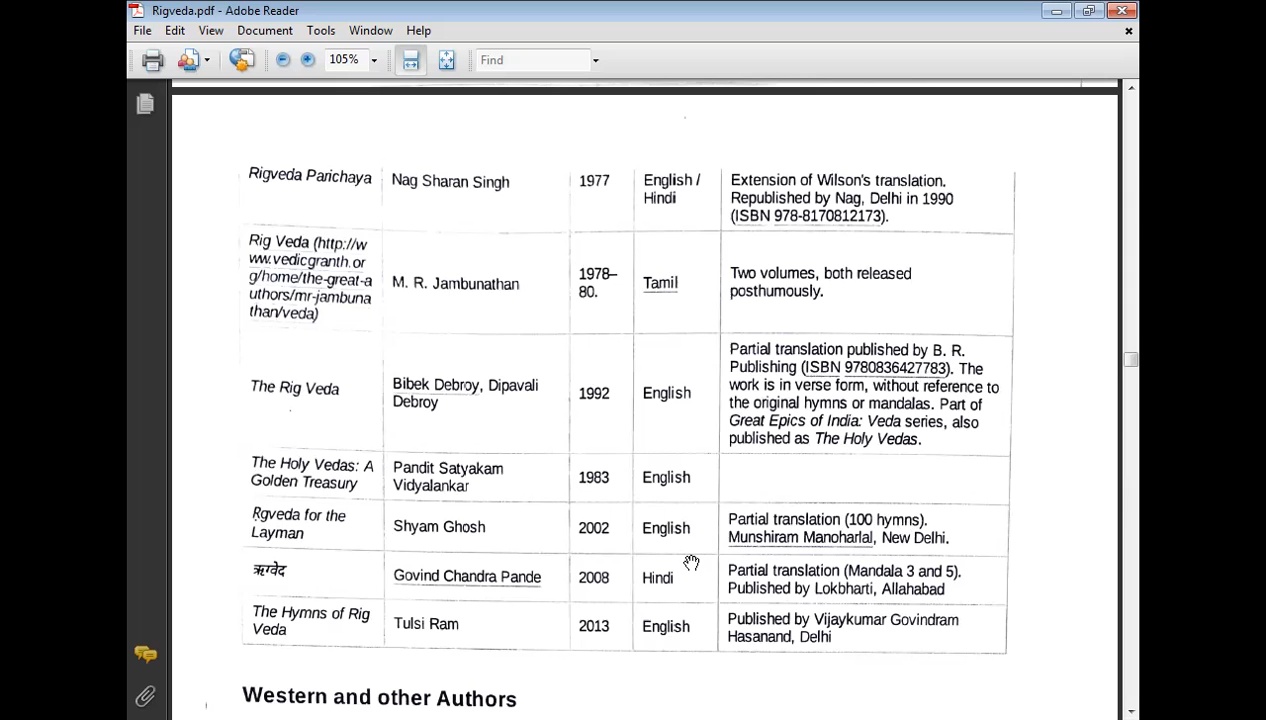 Rigveda.pdf - Adobe Reader
File Edit View Document Tools Window Help
105% Find
Rigveda Parichaya
Nag Sharan Singh
1977
English /
Hindi
Extension of Wilson's translation.
Republished by Nag, Delhi in 1990
(ISBN 978-8170812173).
Rig Veda (http://w
ww.vedicgranth.or
g/home/the-great-a
uthors/mr-jambuna
than/veda)
M. R. Jambunathan
1978–
80.
Tamil
Two volumes, both released
posthumously.
The Rig Veda
Bibek Debroy, Dipavali
Debroy
1992
English
Partial translation published by B. R.
Publishing (ISBN 9780836427783). The
work is in verse form, without reference to
the original hymns or mandalas. Part of
Great Epics of India: Veda series, also
published as The Holy Vedas.
The Holy Vedas: A
Golden Treasury
Pandit Satyakam
Vidyalankar
1983
English
Ṛgveda for the
Layman
Shyam Ghosh
2002
English
Partial translation (100 hymns).
Munshiram Manoharlal, New Delhi.
ऋग्वेद
Govind Chandra Pande
2008
Hindi
Partial translation (Mandala 3 and 5).
Published by Lokbharti, Allahabad
The Hymns of Rig
Veda
Tulsi Ram
2013
English
Published by Vijaykumar Govindram
Hasanand, Delhi
Western and other Authors